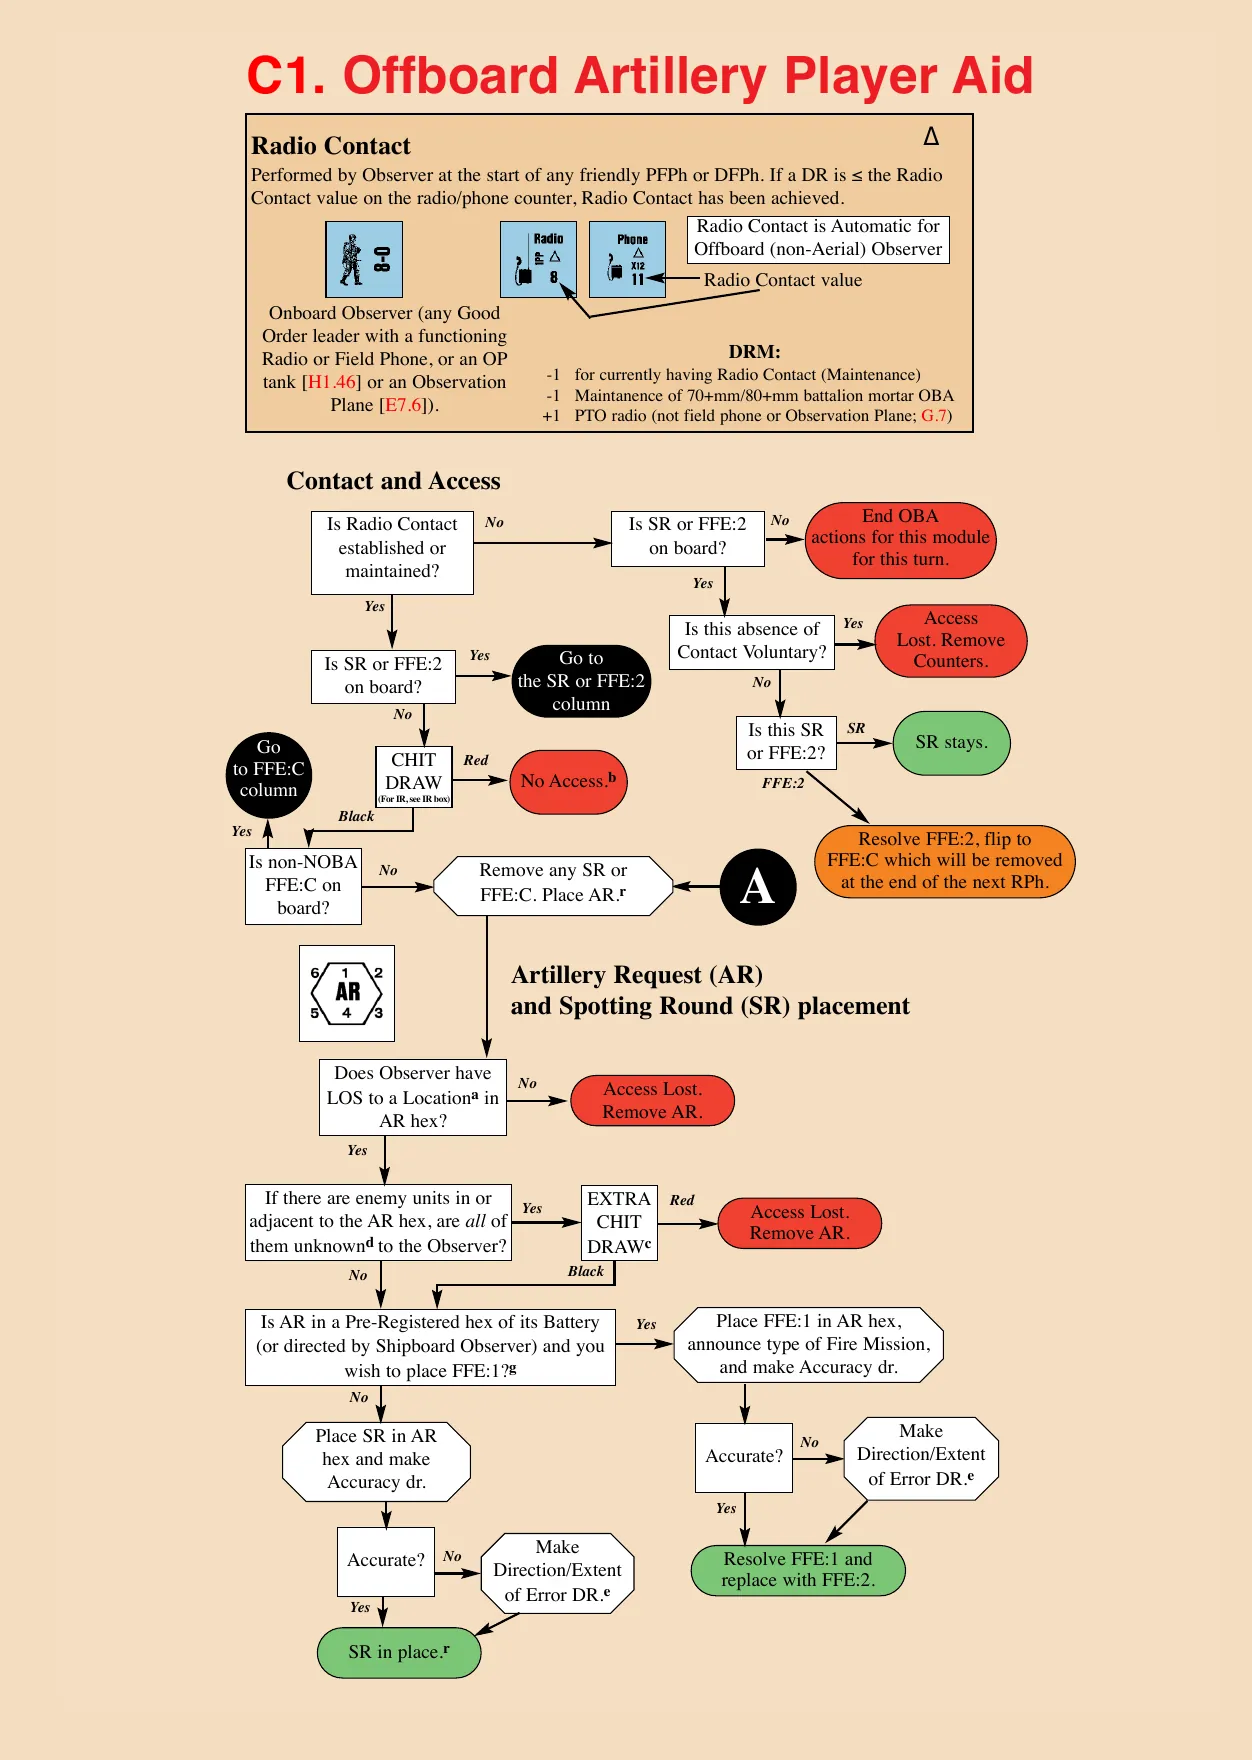 C1. Offboard Artillery Player Aid
Radio Contact
Δ
Performed by Observer at the start of any friendly PFPh or DFPh. If a DR is ≤ the Radio
Contact value on the radio/phone counter, Radio Contact has been achieved.
8-0
Radio
IPP △
8
Phone
△
X12
11
Radio Contact is Automatic for
Offboard (non-Aerial) Observer
Radio Contact value
Onboard Observer (any Good
Order leader with a functioning
Radio or Field Phone, or an OP
tank [H1.46] or an Observation
Plane [E7.6]).
DRM:
-1 for currently having Radio Contact (Maintenance)
-1 Maintanence of 70+mm/80+mm battalion mortar OBA
+1 PTO radio (not field phone or Observation Plane; G.7)
Contact and Access
Is Radio Contact
established or
maintained?
No
Is SR or FFE:2
on board?
No
End OBA
actions for this module
for this turn.
Yes
Yes
Is this absence of
Contact Voluntary?
Yes
Access
Lost. Remove
Counters.
Is SR or FFE:2
on board?
Yes
Go to
the SR or FFE:2
column
No
No
Is this SR
or FFE:2?
SR
SR stays.
FFE:2
Resolve FFE:2, flip to
FFE:C which will be removed
at the end of the next RPh.
Go
to FFE:C
column
CHIT
DRAW
(For IR, see IR box)
Red
No Access.b
Black
Yes
Is non-NOBA
FFE:C on
board?
No
Remove any SR or
FFE:C. Place AR.r
A
6 1 2
AR
5 4 3
Artillery Request (AR)
and Spotting Round (SR) placement
Does Observer have
LOS to a Locationa in
AR hex?
No
Access Lost.
Remove AR.
Yes
If there are enemy units in or
adjacent to the AR hex, are all of
them unknownd to the Observer?
Yes
EXTRA
CHIT
DRAWc
Red
Access Lost.
Remove AR.
No
Black
Is AR in a Pre-Registered hex of its Battery
(or directed by Shipboard Observer) and you
wish to place FFE:1?g
Yes
Place FFE:1 in AR hex,
announce type of Fire Mission,
and make Accuracy dr.
No
Place SR in AR
hex and make
Accuracy dr.
Accurate?
No
Make
Direction/Extent
of Error DR.e
Yes
Resolve FFE:1 and
replace with FFE:2.
Accurate?
No
Make
Direction/Extent
of Error DR.e
Yes
SR in place.r